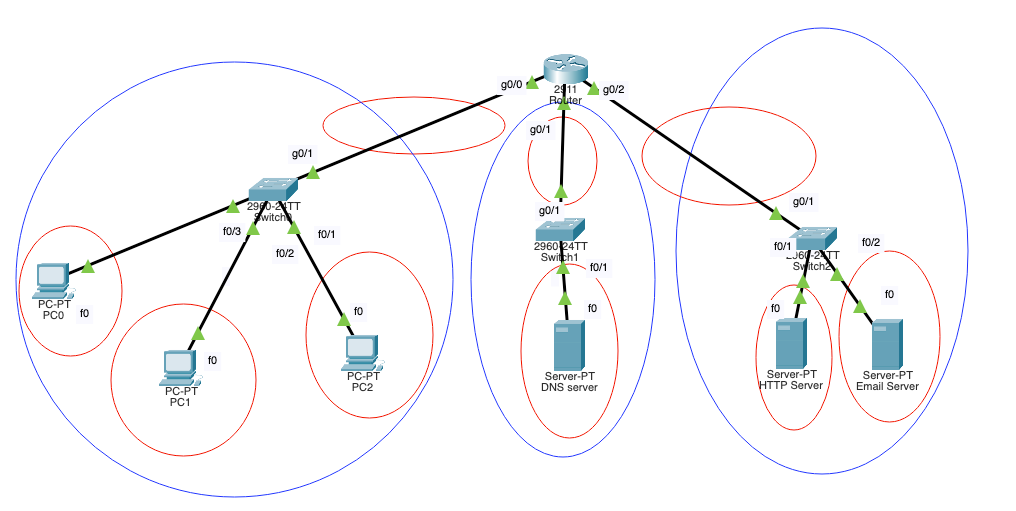 g0/0
2911
Router
g0/2
g0/1
g0/1
2960-24TT
Switch0
f0/3
f0/1
f0/2
PC-PT
PC0
f0
PC-PT
PC1
f0
PC-PT
PC2
f0
g0/1
2960-24TT
Switch1
f0/1
f0
Server-PT
DNS server
g0/1
f0/1
2960-24TT
Switch2
f0/2
f0
Server-PT
HTTP Server
f0
Server-PT
Email Server